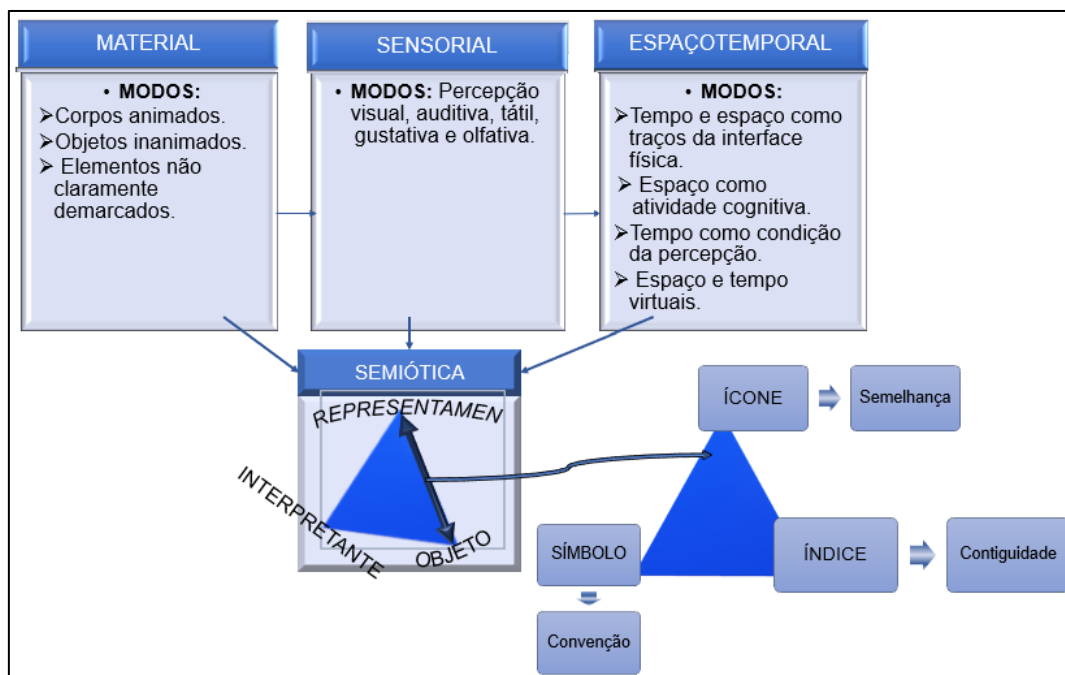 MATERIAL
• MODOS:
➢Corpos animados.
➢Objetos inanimados.
➢ Elementos não
claramente
demarcados.
SENSORIAL
• MODOS: Percepção
visual, auditiva, tátil,
gustativa e olfativa.
ESPAÇOTEMPORAL
• MODOS:
➢Tempo e espaço como
traços da interface
física.
➢ Espaço como
atividade cognitiva.
➢Tempo como condição
da percepção.
➢ Espaço e tempo
virtuais.
SEMIÓTICA
REPRESENTAMEN
INTERPRETANTE
OBJETO
ÍCONE
Semelhança
SÍMBOLO
ÍNDICE
Contiguidade
Convenção